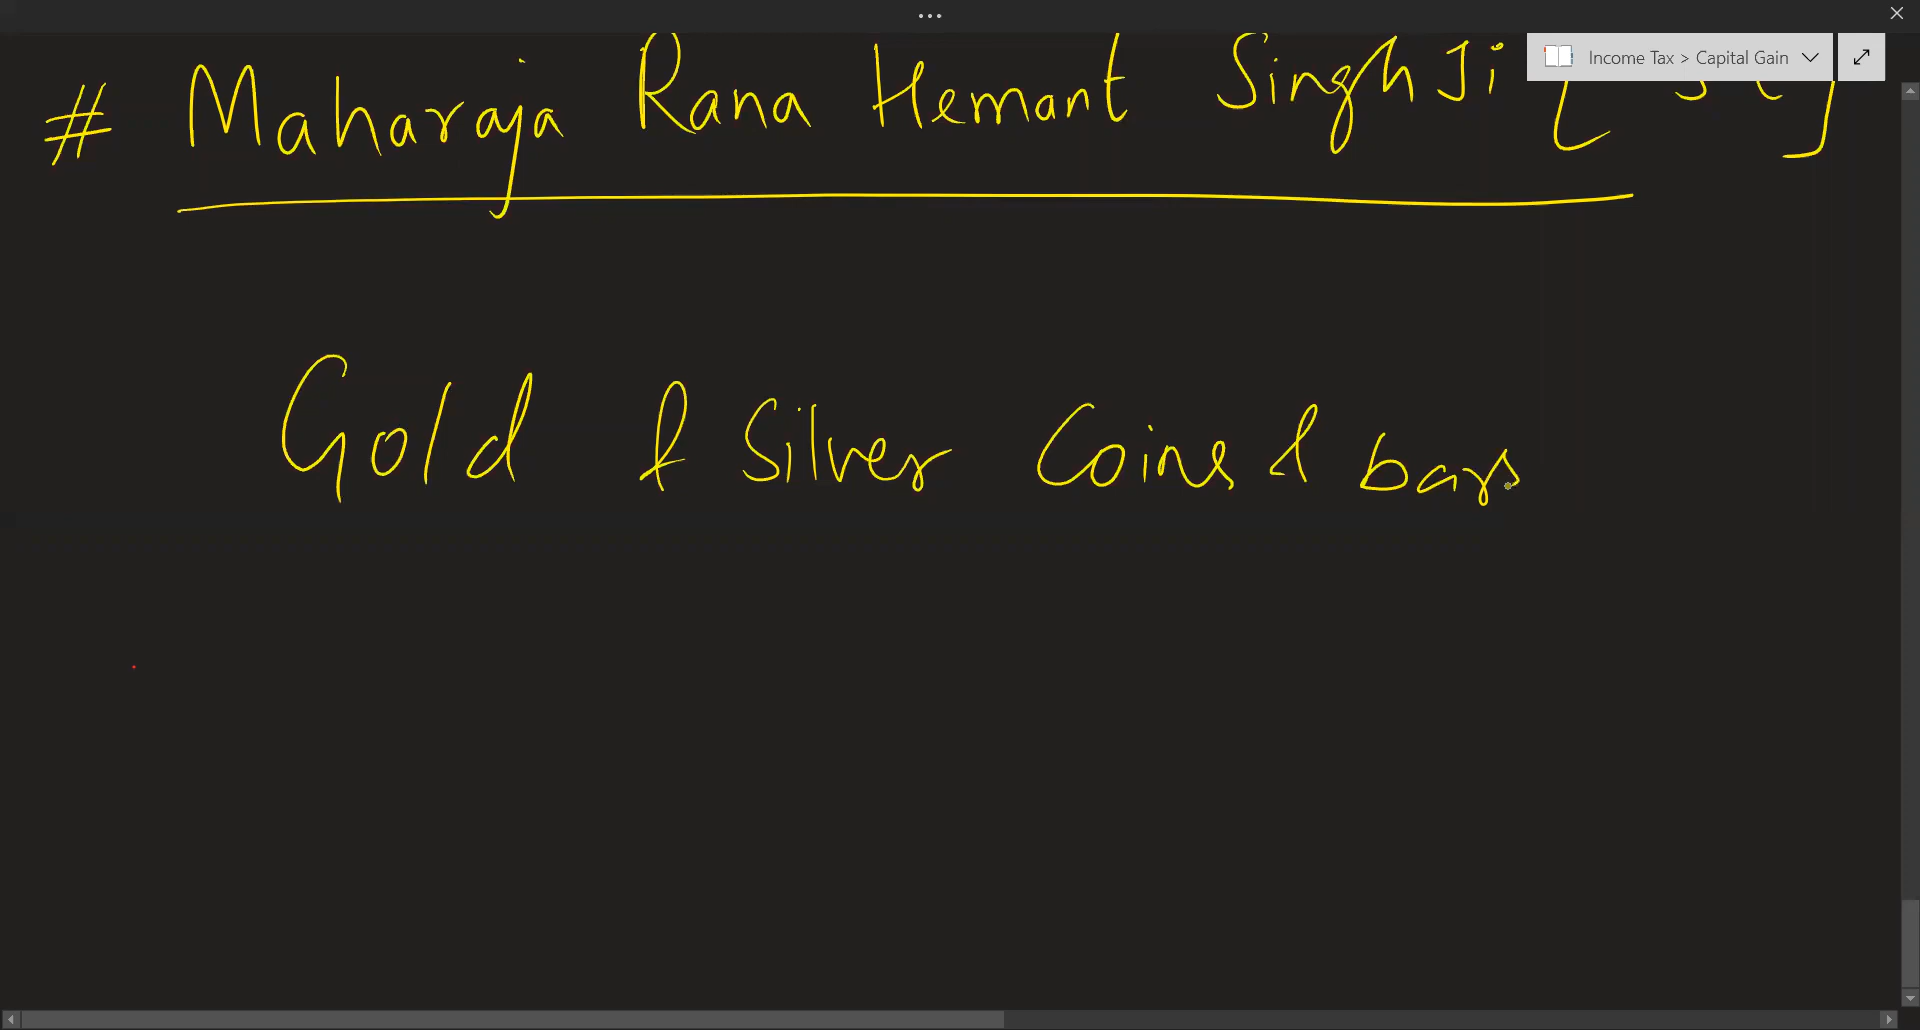 Income Tax > Capital Gain
# Maharaja Rana Hemant Singh Ji [ ]
Gold & Silver Coins & bars